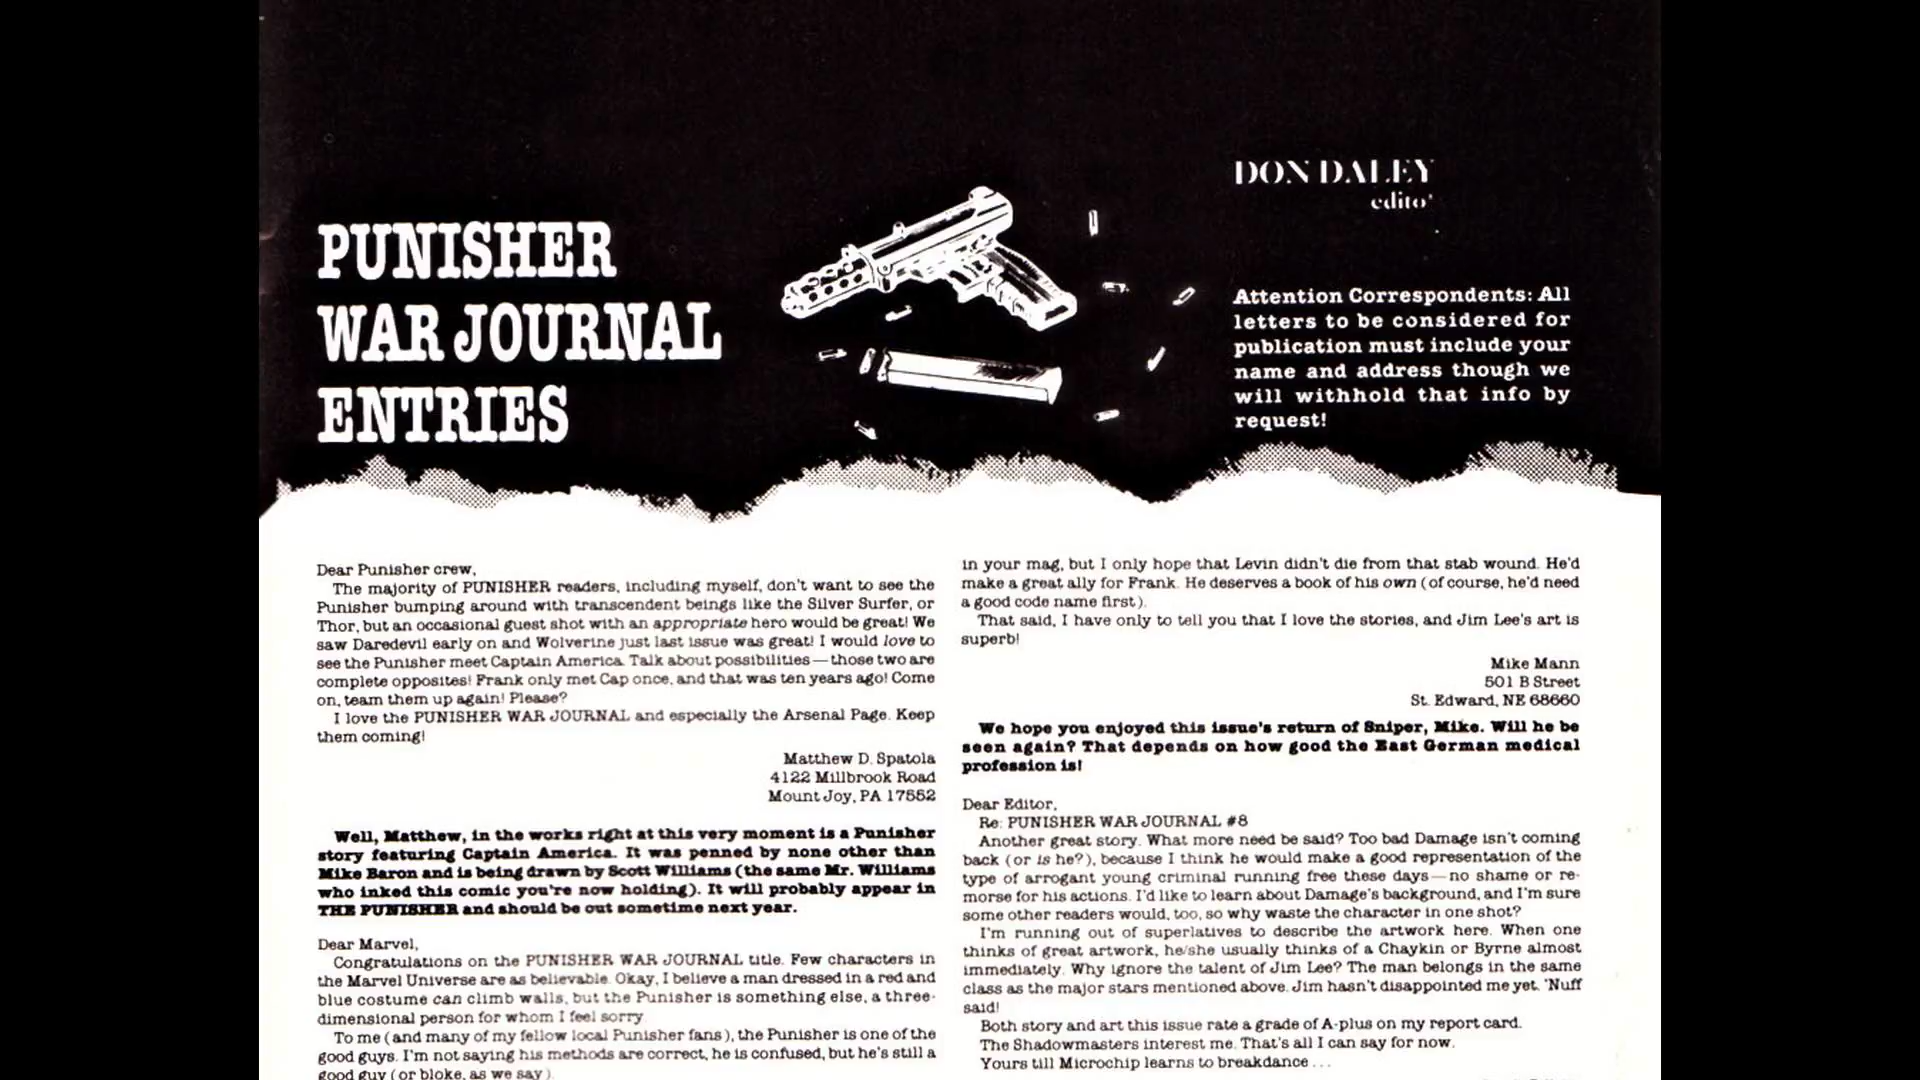 PUNISHER
WAR JOURNAL
ENTRIES
DON DALEY
edito
Attention Correspondents: All
letters to be considered for
publication must include your
name and address though we
will withhold that info by
request!
Dear Punisher crew,
The majority of PUNISHER readers, including myself, don't want to see the
Punisher bumping around with transcendent beings like the Silver Surfer, or
Thor, but an occasional guest shot with an appropriate hero would be great! We
saw Daredevil early on and Wolverine just last issue was great! I would love to
see the Punisher meet Captain America. Talk about possibilities—those two are
complete opposites! Frank only met Cap once, and that was ten years ago! Come
on, team them up again! Please?
I love the PUNISHER WAR JOURNAL and especially the Arsenal Page. Keep
them coming!
Matthew D. Spatola
4122 Millbrook Road
Mount Joy, PA 17552
Well, Matthew, in the works right at this very moment is a Punisher
story featuring Captain America. It was penned by none other than
Mike Baron and is being drawn by Scott Williams (the same Mr. Williams
who inked this comic you're now holding). It will probably appear in
THE PUNISHER and should be out sometime next year.
Dear Marvel,
Congratulations on the PUNISHER WAR JOURNAL title. Few characters in
the Marvel Universe are as believable. Okay, I believe a man dressed in a red and
blue costume can climb walls, but the Punisher is something else, a three-
dimensional person for whom I feel sorry.
To me (and many of my fellow local Punisher fans), the Punisher is one of the
good guys. I'm not saying his methods are correct, he is confused, but he's still a
good guy (or bloke, as we say).
in your mag, but I only hope that Levin didn't die from that stab wound. He'd
make a great ally for Frank. He deserves a book of his own (of course, he'd need
a good code name first).
That said, I have only to tell you that I love the stories, and Jim Lee's art is
superb!
Mike Mann
501 B Street
St. Edward, NE 68660
We hope you enjoyed this issue's return of Sniper, Mike. Will he be
seen again? That depends on how good the East German medical
profession is!
Dear Editor,
Re: PUNISHER WAR JOURNAL #8
Another great story. What more need be said? Too bad Damage isn't coming
back (or is he?), because I think he would make a good representation of the
type of arrogant young criminal running free these days—no shame or re-
morse for his actions. I'd like to learn about Damage's background, and I'm sure
some other readers would, too, so why waste the character in one shot?
I'm running out of superlatives to describe the artwork here. When one
thinks of great artwork, he/she usually thinks of a Chaykin or Byrne almost
immediately. Why ignore the talent of Jim Lee? The man belongs in the same
class as the major stars mentioned above. Jim hasn't disappointed me yet. 'Nuff
said!
Both story and art this issue rate a grade of A-plus on my report card.
The Shadowmasters interest me. That's all I can say for now.
Yours till Microchip learns to breakdance . . .